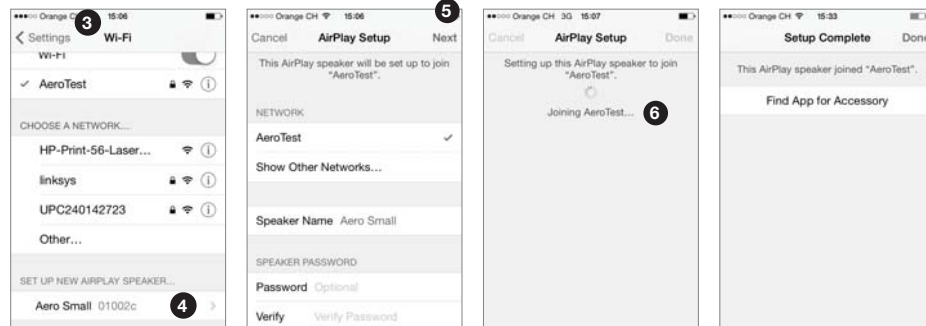 Orange C 15:06
3
Settings Wi-Fi
Wi-Fi
AeroTest
CHOOSE A NETWORK...
HP-Print-56-Laser...
linksys
UPC240142723
Other...
SET UP NEW AIRPLAY SPEAKER...
Aero Small 01002c 4
Orange CH 15:06
5
Cancel AirPlay Setup Next
This AirPlay speaker will be set up to join
"AeroTest".
NETWORK
AeroTest
Show Other Networks...
Speaker Name Aero Small
SPEAKER PASSWORD
Password Optional
Verify Verify Password
Orange CH 3G 15:07
Cancel AirPlay Setup Done
Setting up this AirPlay speaker to join
"AeroTest".
Joining AeroTest... 6
Orange CH 15:33
Setup Complete Done
This AirPlay speaker joined "AeroTest".
Find App for Accessory